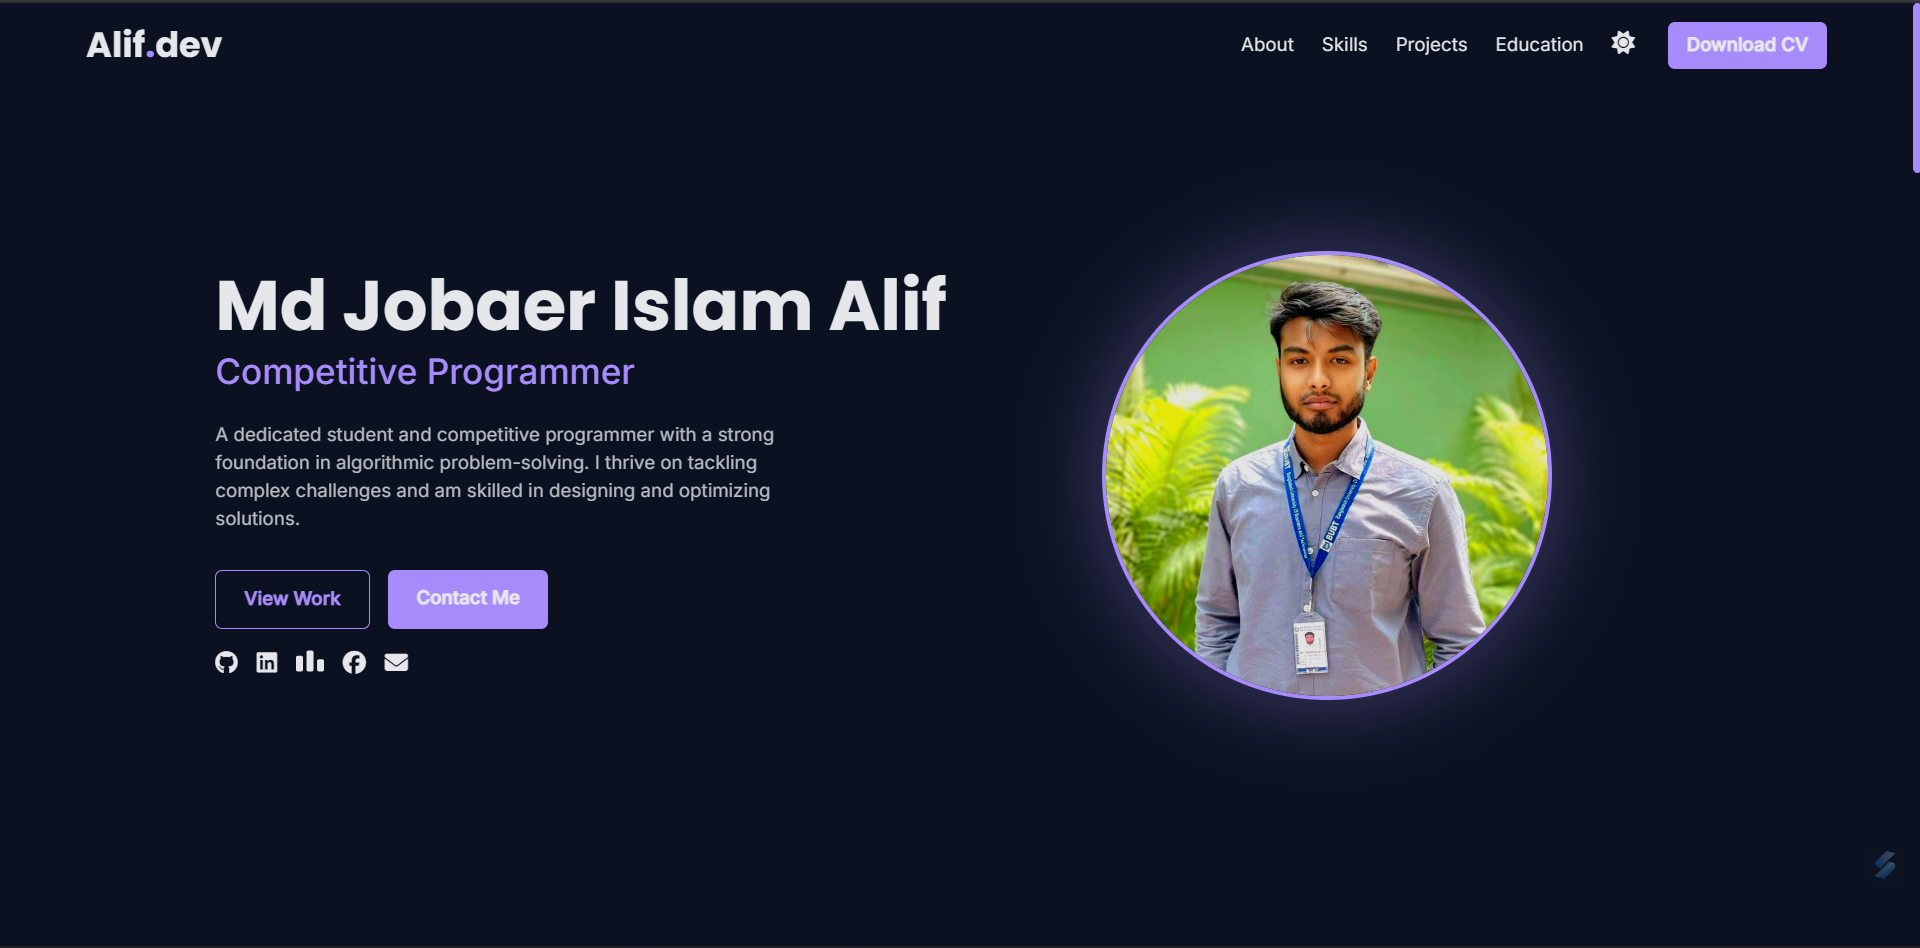 Alif.dev
About Skills Projects Education Download CV
Md Jobaer Islam Alif
Competitive Programmer
A dedicated student and competitive programmer with a strong
foundation in algorithmic problem-solving. I thrive on tackling
complex challenges and am skilled in designing and optimizing
solutions.
View Work Contact Me
BUBT